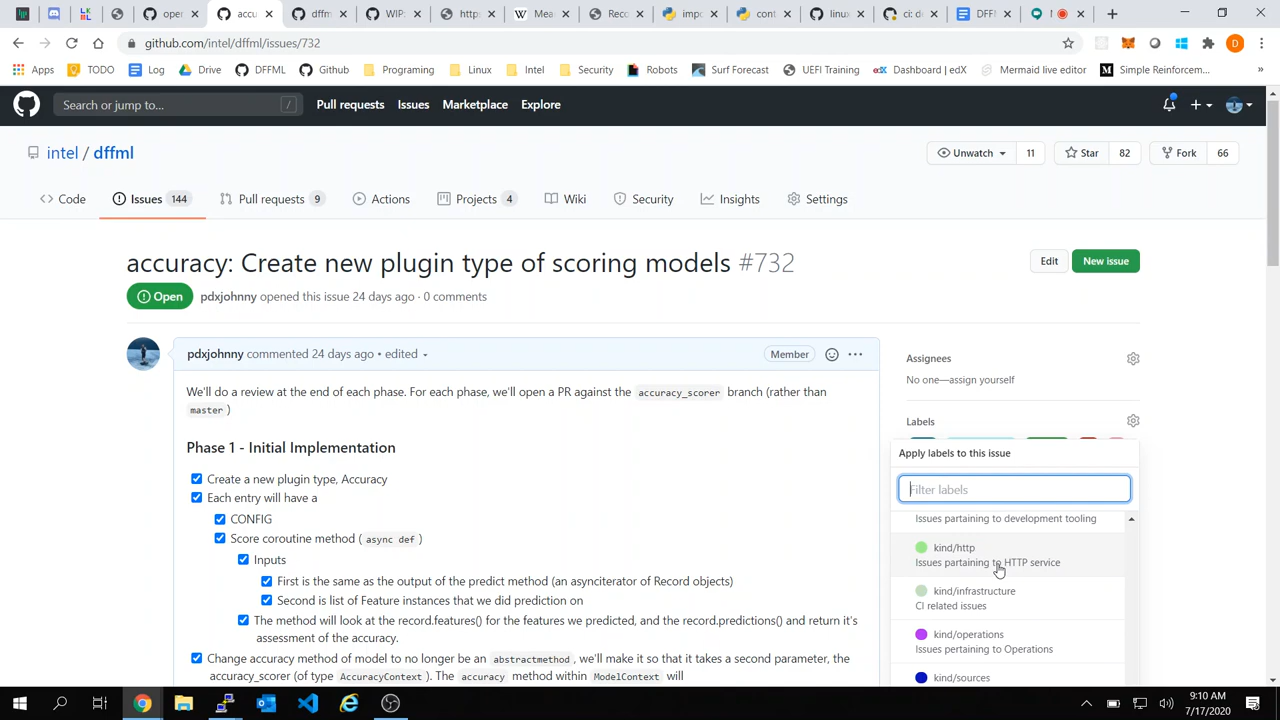 oper
accu
dffm
WIP:
http
Mea
Reco
impo
cont
linux
ci: do
DFFM
github.com/intel/dffml/issues/732
Apps
TODO
Log
Drive
DFFML
Github
Programing
Linux
Intel
Security
Robots
Surf Forecast
UEFI Training
Dashboard | edX
Mermaid live editor
Simple Reinforcem...
»
Search or jump to...
/
Pull requests
Issues
Marketplace
Explore
intel / dffml
Unwatch
11
Star
82
Fork
66
Code
Issues 144
Pull requests 9
Actions
Projects 4
Wiki
Security
Insights
Settings
accuracy: Create new plugin type of scoring models #732
Edit
New issue
Open
pdxjohnny opened this issue 24 days ago · 0 comments
pdxjohnny commented 24 days ago • edited
Member
We'll do a review at the end of each phase. For each phase, we'll open a PR against the accuracy_scorer branch (rather than
master )
Phase 1 - Initial Implementation
Create a new plugin type, Accuracy
Each entry will have a
CONFIG
Score coroutine method ( async def )
Inputs
First is the same as the output of the predict method (an asynciterator of Record objects)
Second is list of Feature instances that we did prediction on
The method will look at the record.features() for the features we predicted, and the record.predictions() and return it's
assessment of the accuracy.
Change accuracy method of model to no longer be an abstractmethod , we'll make it so that it takes a second parameter, the
accuracy_scorer (of type AccuracyContext ). The accuracy method within ModelContext will
Assignees
No one—assign yourself
Labels
Apply labels to this issue
Filter labels
Issues pertaining to development tooling
kind/http
Issues pertaining to HTTP service
kind/infrastructure
CI related issues
kind/operations
Issues pertaining to Operations
kind/sources
9:10 AM
7/17/2020